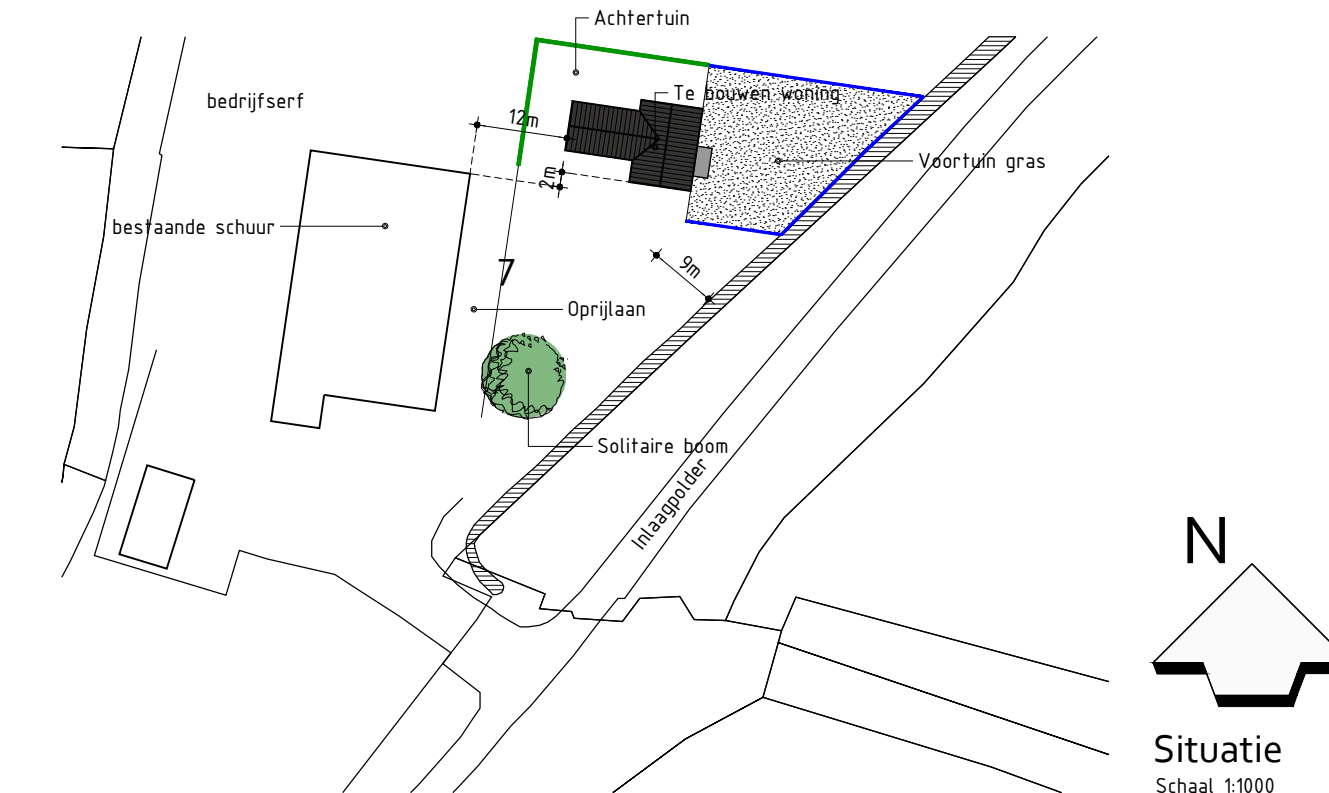 Achtertuin
Te bouwen woning
bedrijfserf
12m
Voortuin gras
2m
bestaande schuur
9m
7
Oprijlaan
Solitaire boom
Inlaagpolder
N
Situatie
Schaal 1:1000